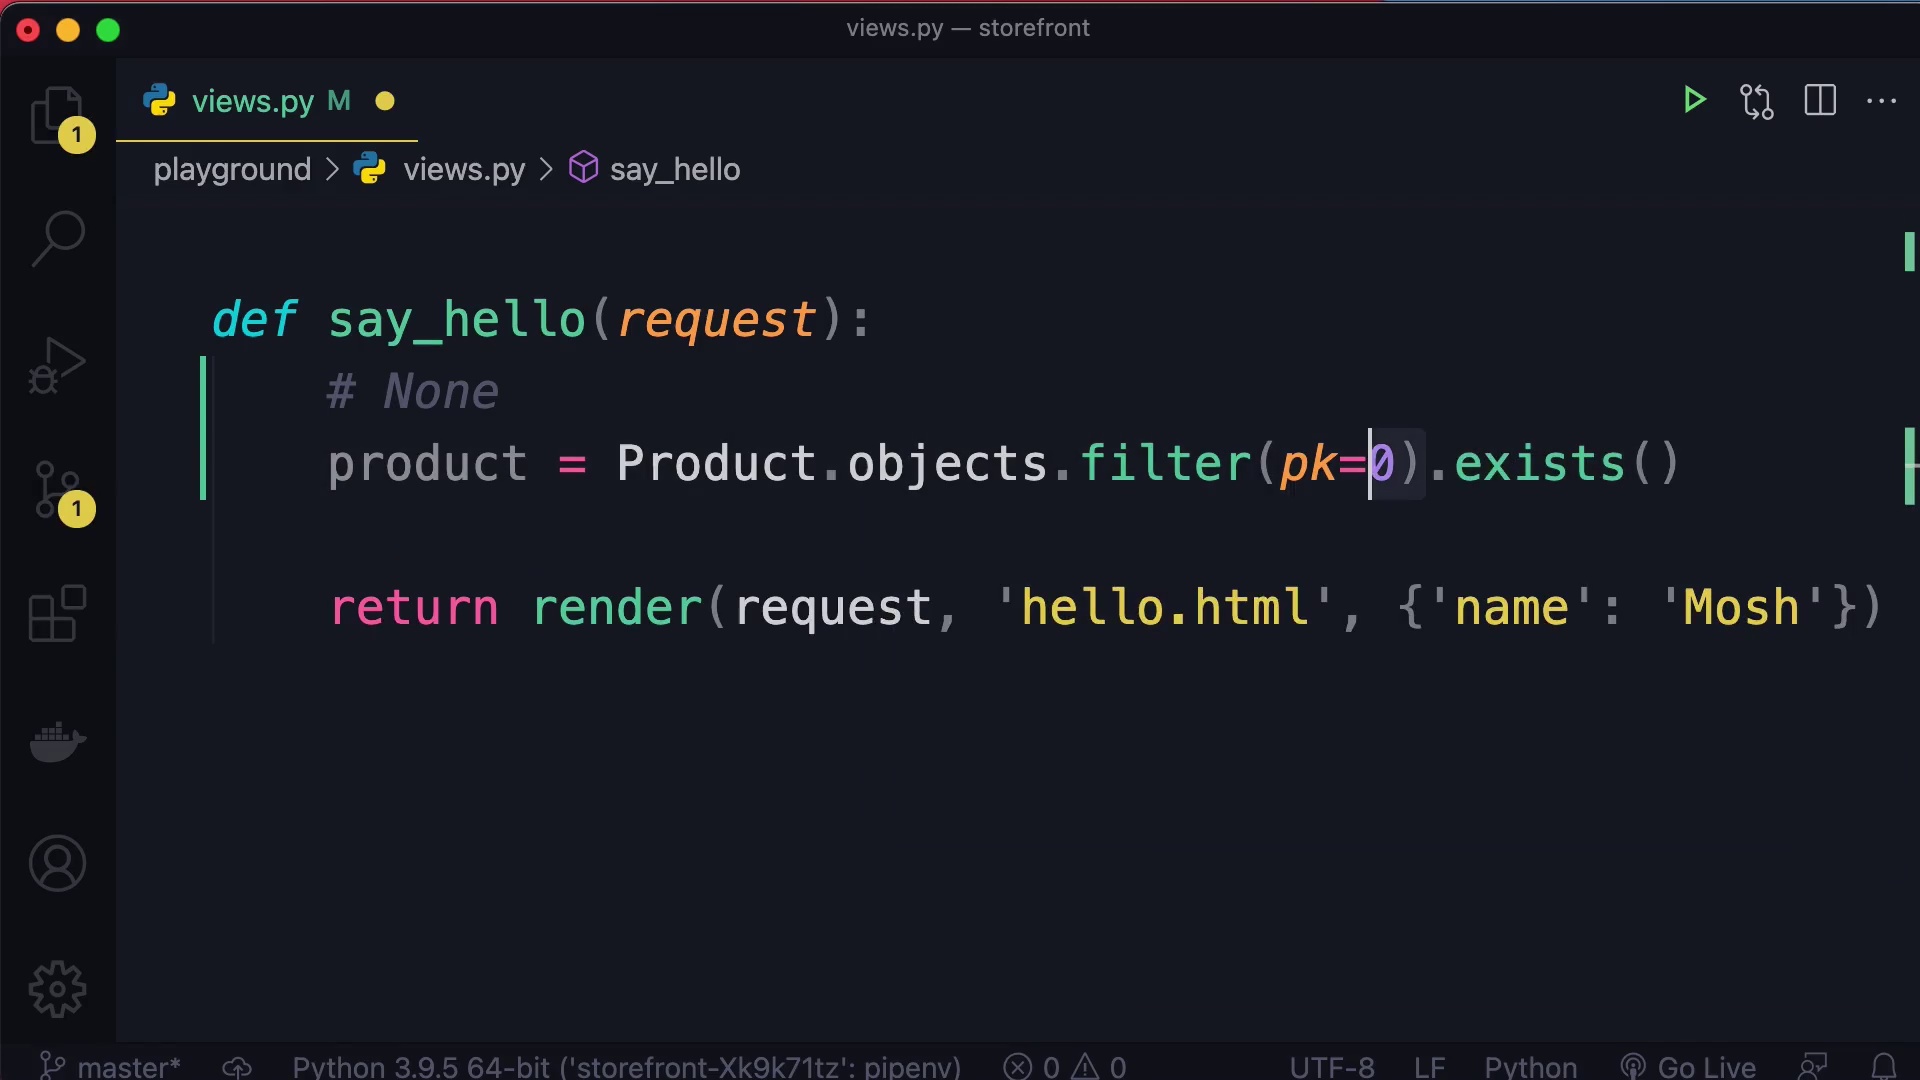 views.py — storefront
views.py M
playground > views.py > say_hello
1
def say_hello(request):
# None
product = Product.objects.filter(pk=0).exists()
1
return render(request, 'hello.html', {'name': 'Mosh'})
master* Python 3.9.5 64-bit ('storefront-Xk9k71tz': pipenv) 0 0 UTF-8 LF Python Go Live